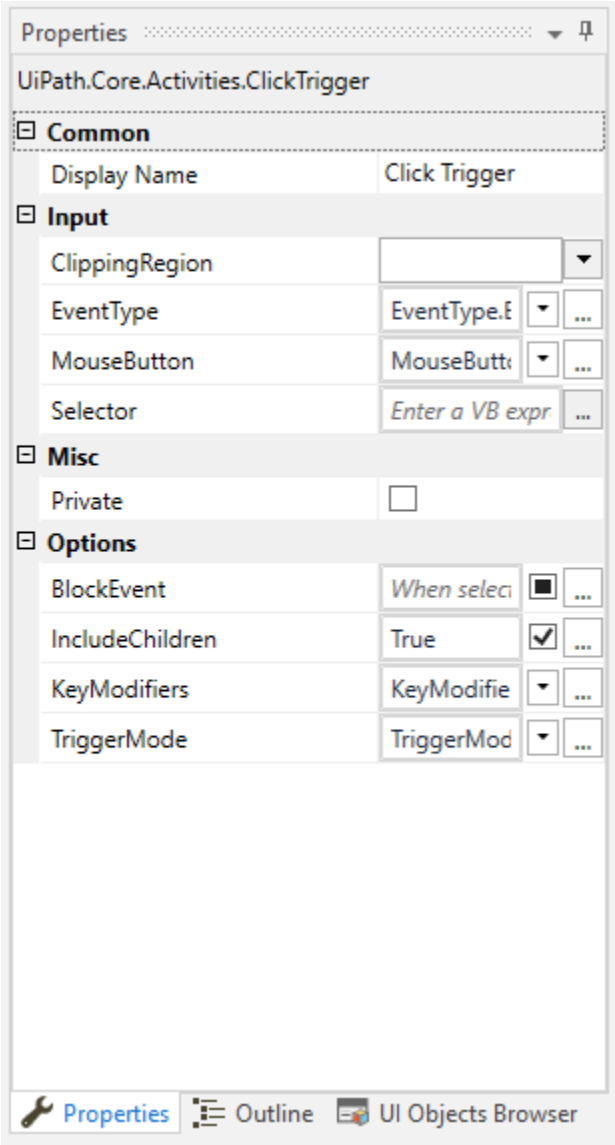 Properties
UiPath.Core.Activities.ClickTrigger
Common
Display Name Click Trigger
Input
ClippingRegion
EventType EventType.E
MouseButton MouseButto
Selector Enter a VB expr
...
Misc
Private
Options
BlockEvent When select
...
IncludeChildren True ...
KeyModifiers KeyModifie ...
TriggerMode TriggerMod ...
Properties Outline UI Objects Browser